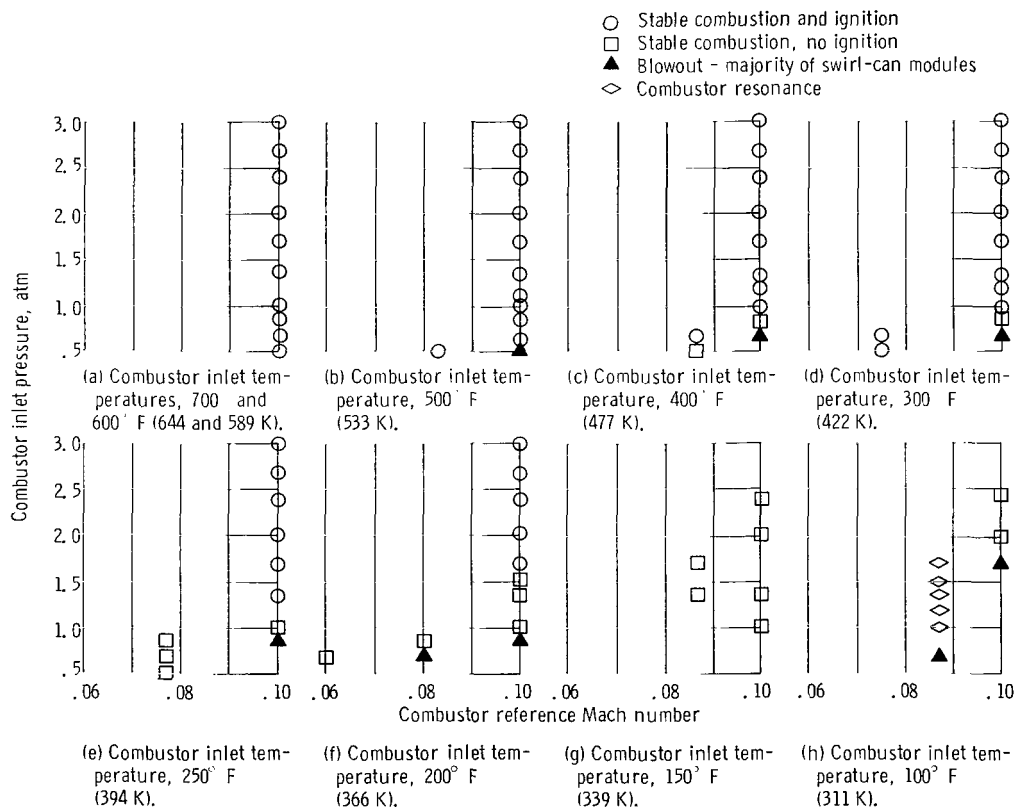 Stable combustion and ignition
Stable combustion, no ignition
Blowout - majority of swirl-can modules
Combustor resonance
Combustor inlet pressure, atm
3.0
2.5
2.0
1.5
1.0
.5
(a) Combustor inlet tem-
peratures, 700 and
600° F (644 and 589 K).
(b) Combustor inlet tem-
perature, 500° F
(533 K).
(c) Combustor inlet tem-
perature, 400° F
(477 K).
(d) Combustor inlet tem-
perature, 300 F
(422 K).
3.0
2.5
2.0
1.5
1.0
.5
.06 .08 .10
.06 .08 .10
.06 .08 .10
.06 .08 .10
Combustor reference Mach number
(e) Combustor inlet tem-
perature, 250° F
(394 K).
(f) Combustor inlet tem-
perature, 200° F
(366 K).
(g) Combustor inlet tem-
perature, 150° F
(339 K).
(h) Combustor inlet tem-
perature, 100° F
(311 K).